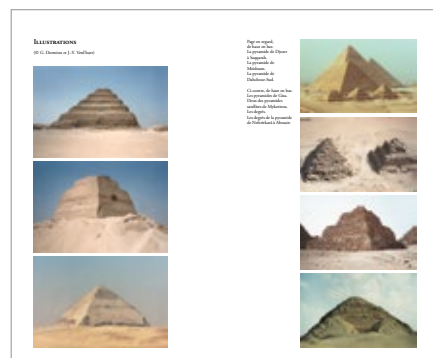 ILLUSTRATIONS
(© G. Dormion et J.-Y. Verd'hurt)
Page en regard,
de haut en bas.
La pyramide de Djoser
à Saqqarah.
La pyramide de
Meïdoum.
La pyramide de
Dahchour-Sud.
Ci-contre, de haut en bas.
Les pyramides de Giza.
Deux des pyramides
satellites de Mykérinos.
Les degrés.
Les degrés de la pyramide
de Neferirkarê à Abousir.